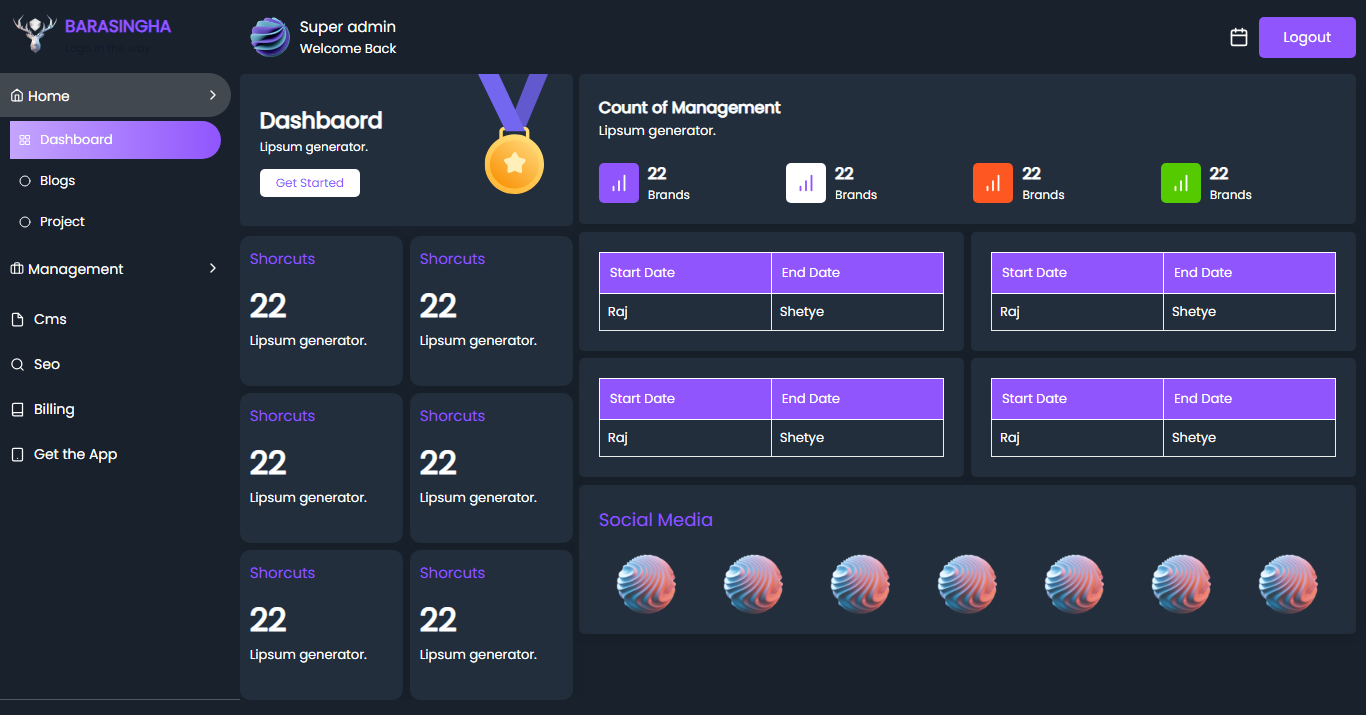 BARASINGHA
Super admin
Welcome Back
Logout
Home
Dashboard
Blogs
Project
Management
Cms
Seo
Billing
Get the App
Dashbaord
Lipsum generator.
Get Started
Count of Management
Lipsum generator.
22
Brands
22
Brands
22
Brands
22
Brands
Shorcuts
22
Lipsum generator.
Shorcuts
22
Lipsum generator.
Shorcuts
22
Lipsum generator.
Shorcuts
22
Lipsum generator.
Shorcuts
22
Lipsum generator.
Shorcuts
22
Lipsum generator.
Start Date End Date
Raj Shetye
Start Date End Date
Raj Shetye
Start Date End Date
Raj Shetye
Start Date End Date
Raj Shetye
Social Media